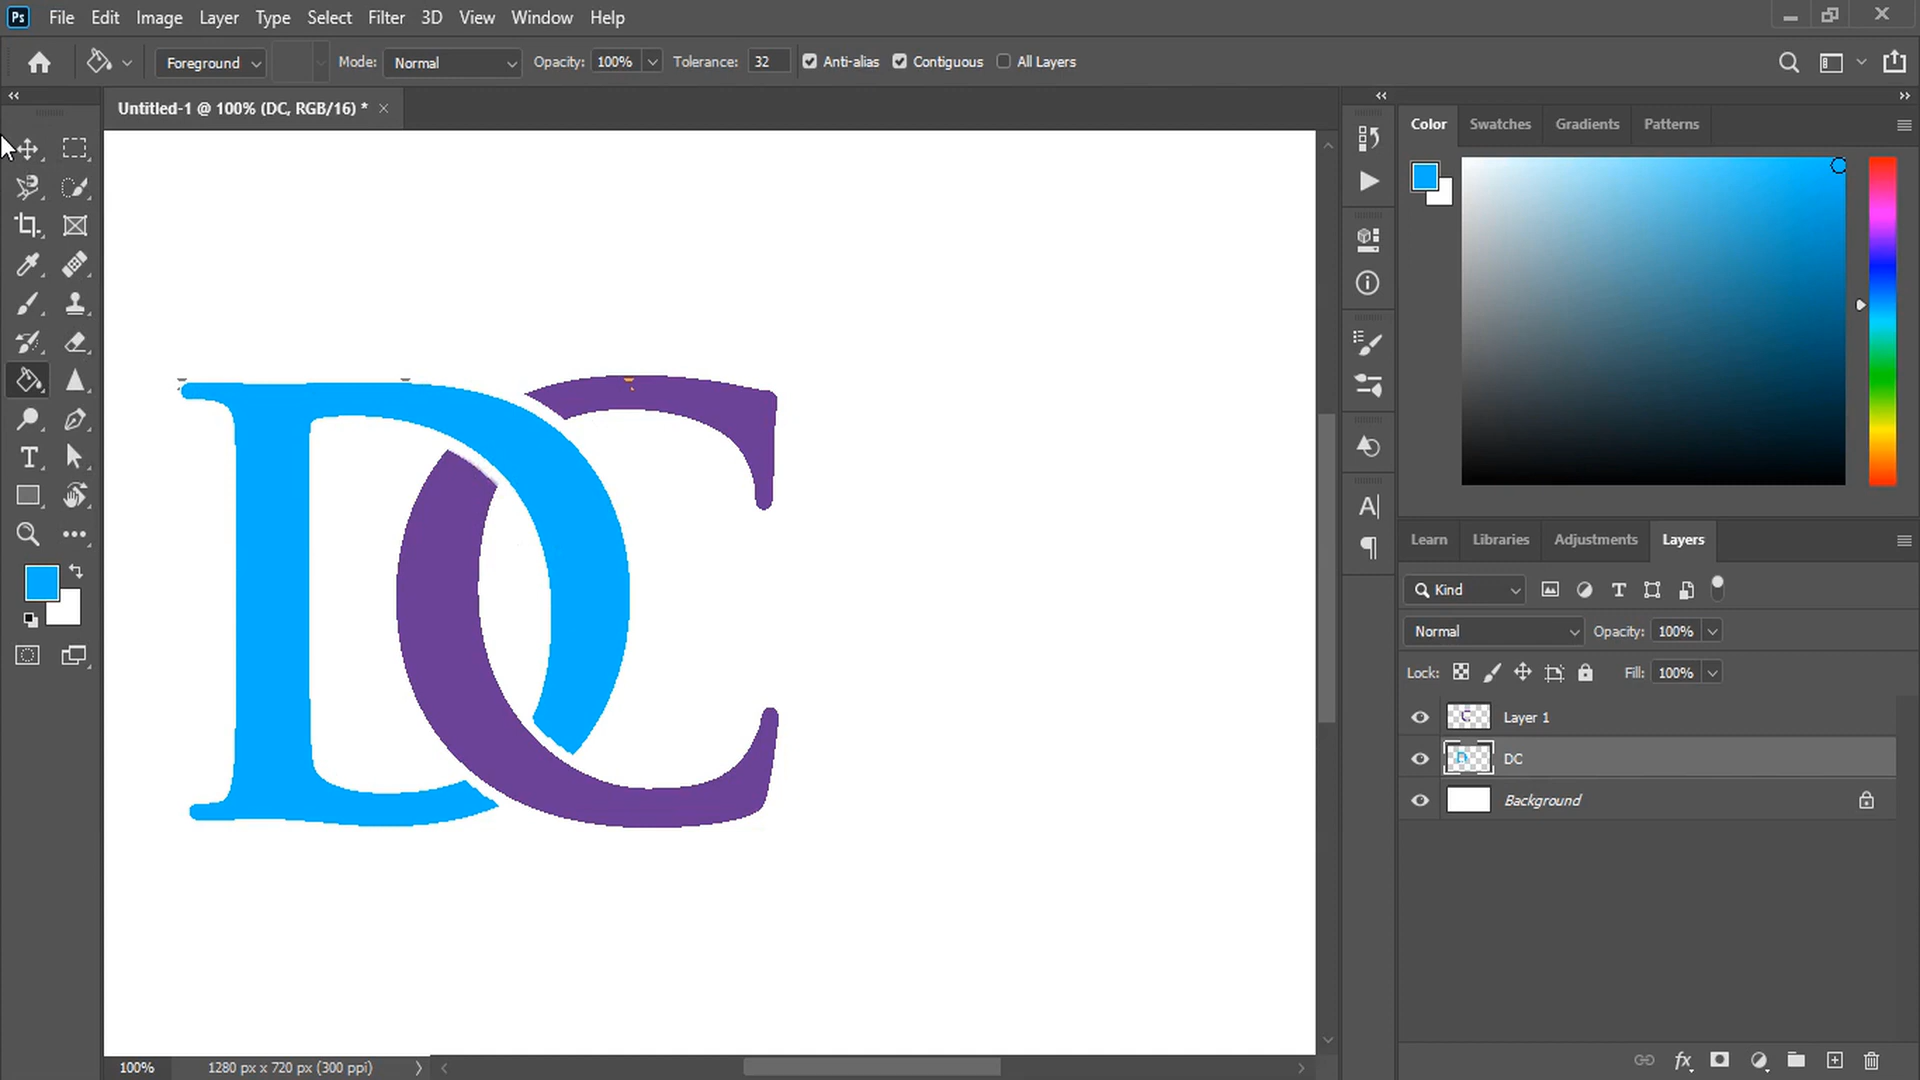 Ps File Edit Image Layer Type Select Filter 3D View Window Help
Foreground Mode: Normal Opacity: 100% Tolerance: 32 Anti-alias Contiguous All Layers
Untitled-1 @ 100% (DC, RGB/16) *
Color Swatches Gradients Patterns
DC
Learn Libraries Adjustments Layers
Kind
Normal Opacity: 100%
Lock: Fill: 100%
Layer 1
DC
Background
100% 1280 px x 720 px (300 ppi)